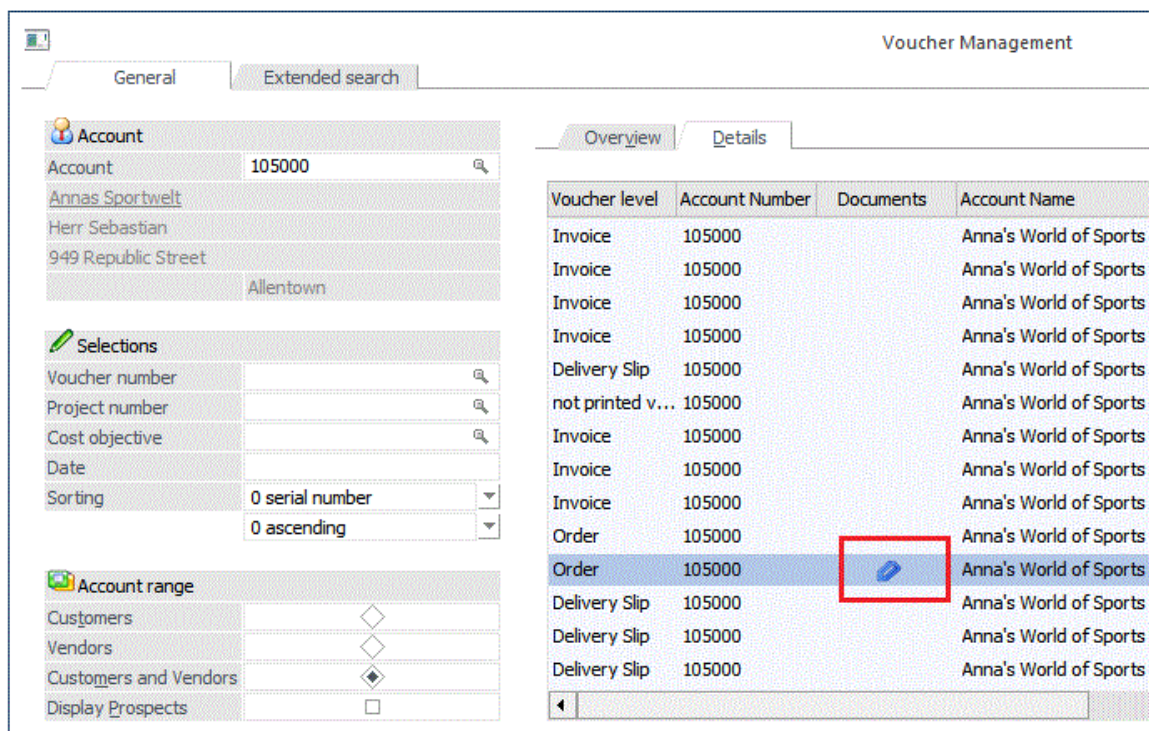 Voucher Management
General Extended search
Account
Account 105000
Annas Sportwelt
Herr Sebastian
949 Republic Street
Allentown
Selections
Voucher number
Project number
Cost objective
Date
Sorting 0 serial number
0 ascending
Account range
Customers
Vendors
Customers and Vendors
Display Prospects
Overview Details
Voucher level Account Number Documents Account Name
Invoice 105000 Anna's World of Sports
Invoice 105000 Anna's World of Sports
Invoice 105000 Anna's World of Sports
Invoice 105000 Anna's World of Sports
Delivery Slip 105000 Anna's World of Sports
not printed v... 105000 Anna's World of Sports
Invoice 105000 Anna's World of Sports
Invoice 105000 Anna's World of Sports
Invoice 105000 Anna's World of Sports
Order 105000 Anna's World of Sports
Order 105000 Anna's World of Sports
Delivery Slip 105000 Anna's World of Sports
Delivery Slip 105000 Anna's World of Sports
Delivery Slip 105000 Anna's World of Sports